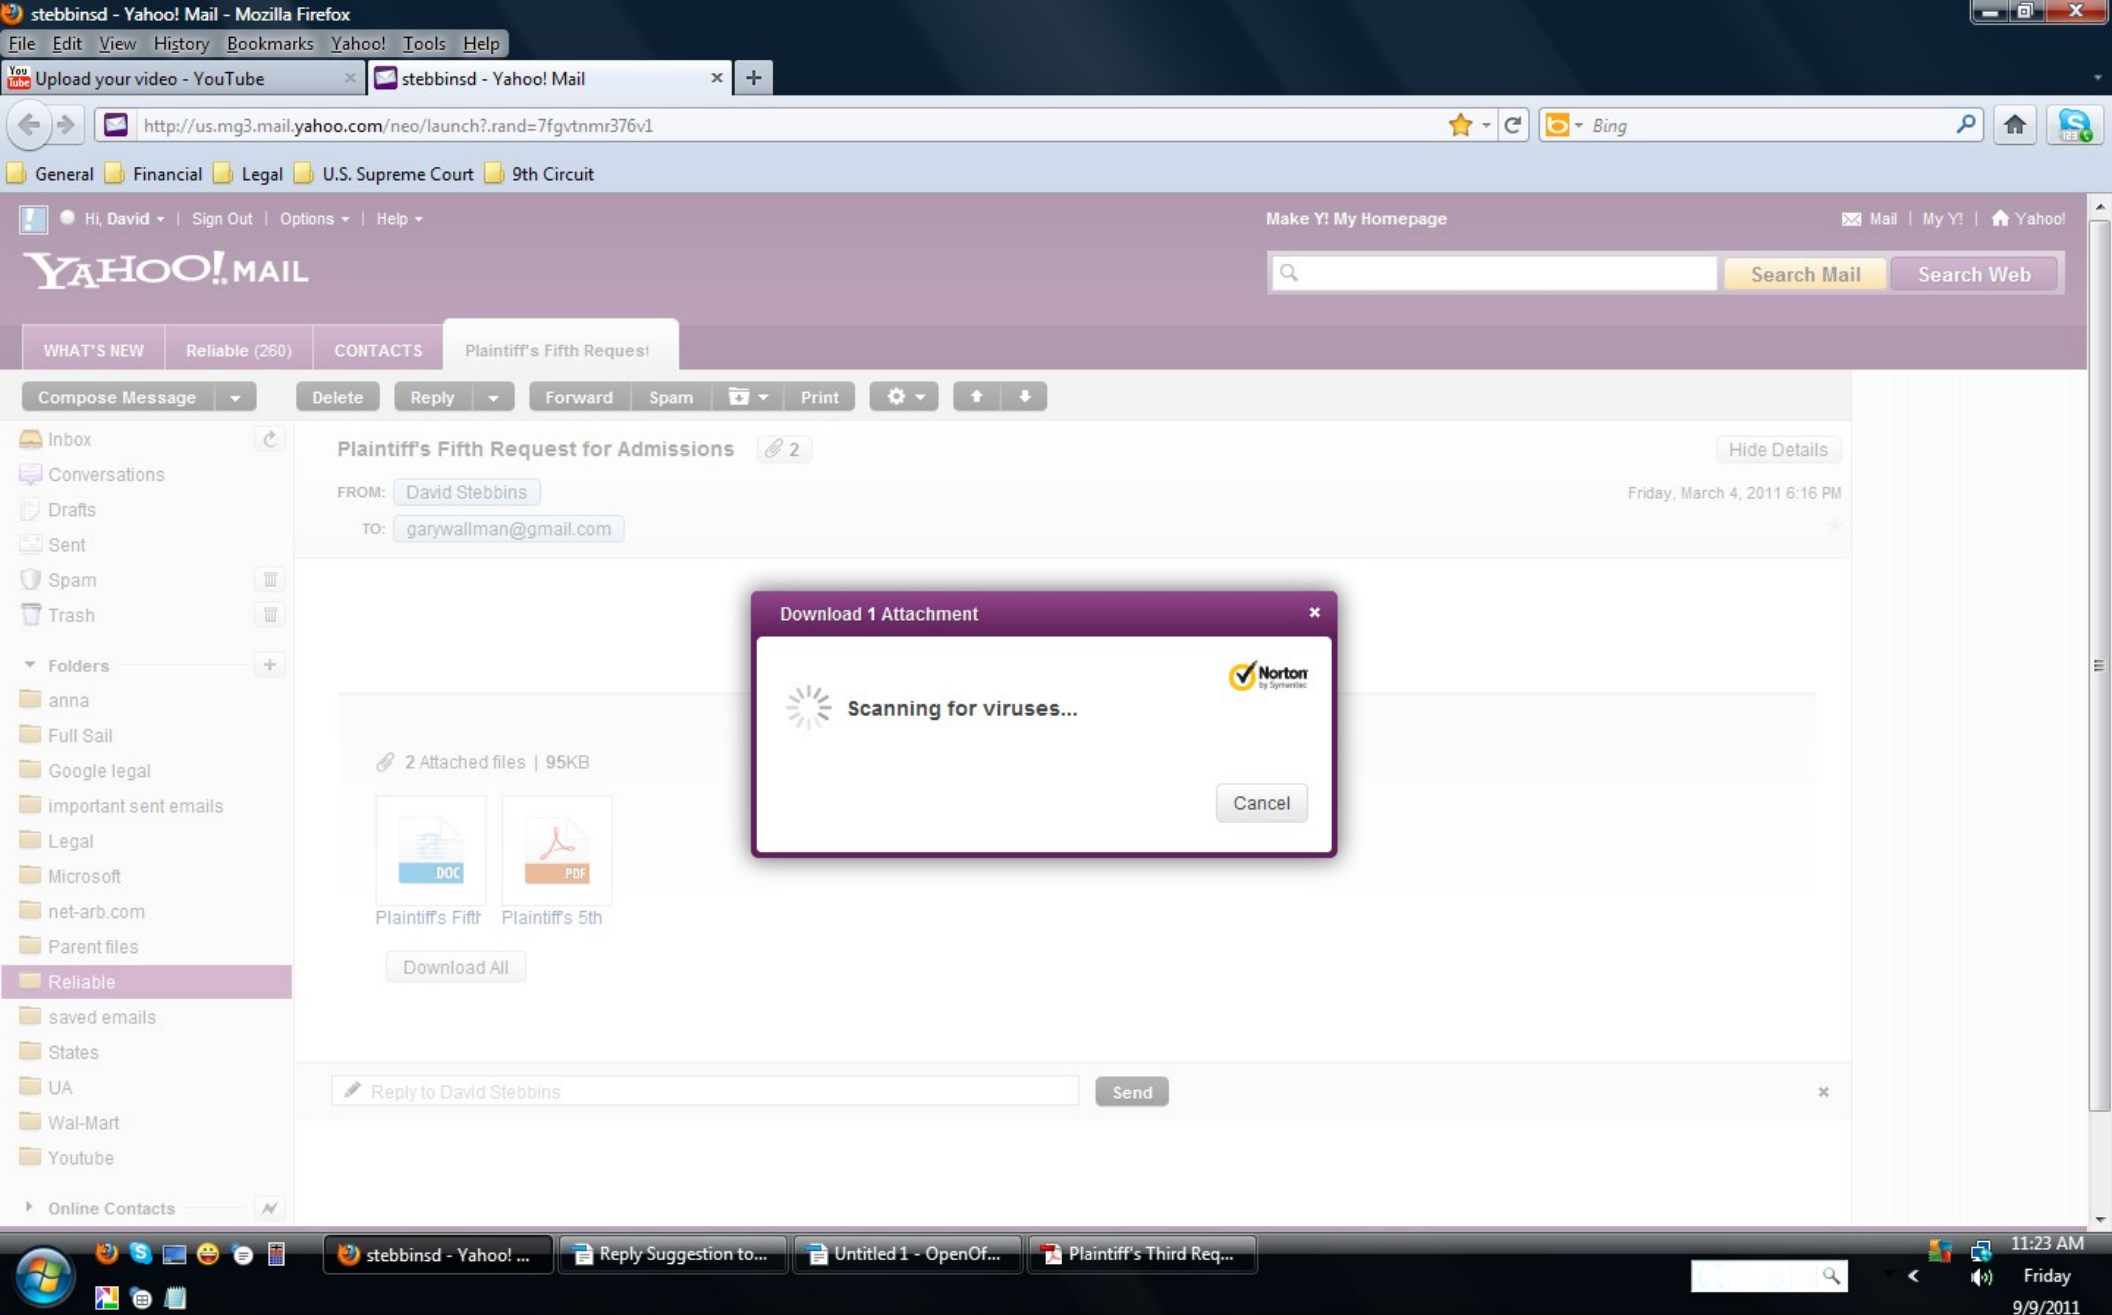 stebbinsd - Yahoo! Mail - Mozilla Firefox
File Edit View History Bookmarks Yahoo! Tools Help
You Tube Upload your video - YouTube × stebbinsd - Yahoo! Mail × +
http://us.mg3.mail.yahoo.com/neo/launch?.rand=7fgvtnmr376v1 Bing
General Financial Legal U.S. Supreme Court 9th Circuit
Hi, David | Sign Out | Options | Help Make Y! My Homepage Mail | My Y! | Yahoo!
YAHOO! MAIL Search Mail Search Web
WHAT'S NEW Reliable (260) CONTACTS Plaintiff's Fifth Request
Compose Message Delete Reply Forward Spam Print
Inbox
Conversations
Drafts
Sent
Spam
Trash
Folders +
anna
Full Sail
Google legal
important sent emails
Legal
Microsoft
net-arb.com
Parent files
Reliable
saved emails
States
UA
Wal-Mart
Youtube
Online Contacts
Plaintiff's Fifth Request for Admissions 2 Hide Details
FROM: David Stebbins Friday, March 4, 2011 6:16 PM
TO: garywallman@gmail.com
Download 1 Attachment ×
Norton
by Symantec
Scanning for viruses...
Cancel
2 Attached files | 95KB
.DOC .PDF
Plaintiff's Fifth Plaintiff's 5th
Download All
Reply to David Stebbins Send ×
stebbinsd - Yahoo! ... Reply Suggestion to... Untitled 1 - OpenOf... Plaintiff's Third Req...
11:23 AM
Friday
9/9/2011